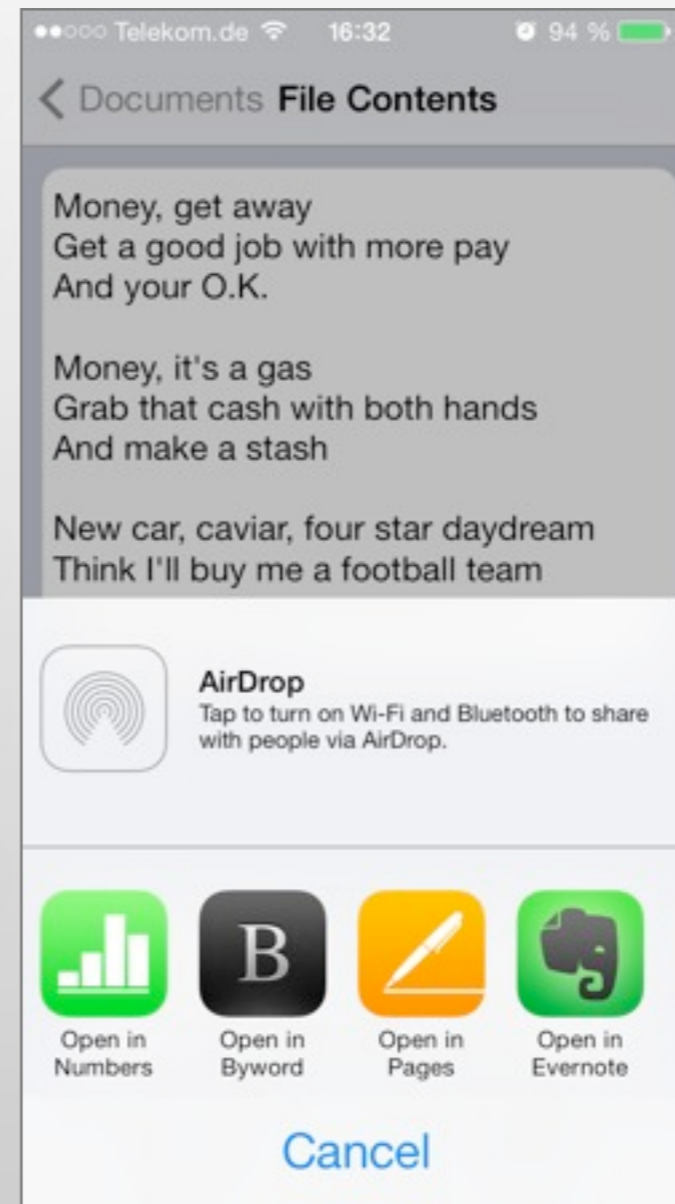 Telekom.de 16:32 94 %
Documents File Contents
Money, get away
Get a good job with more pay
And your O.K.
Money, it's a gas
Grab that cash with both hands
And make a stash
New car, caviar, four star daydream
Think I'll buy me a football team
AirDrop
Tap to turn on Wi-Fi and Bluetooth to share
with people via AirDrop.
B
Open in Numbers
Open in Byword
Open in Pages
Open in Evernote
Cancel